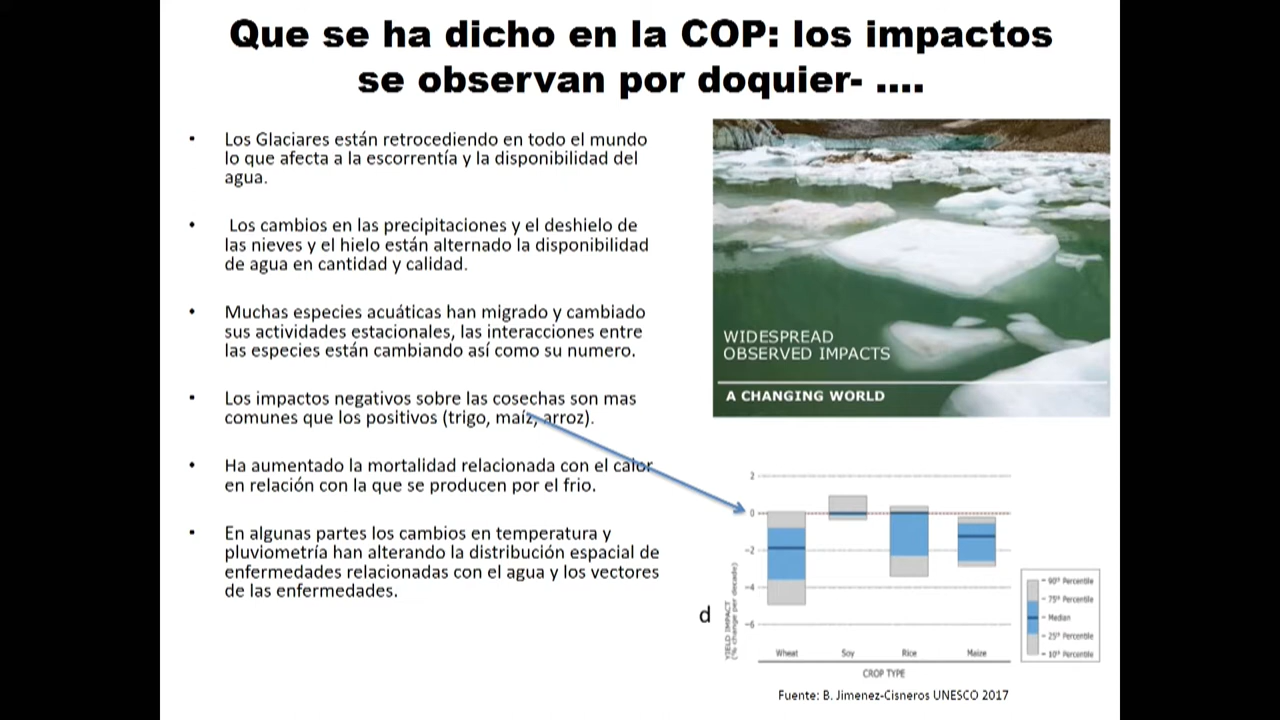 Que se ha dicho en la COP: los impactos
se observan por doquier- ....
• Los Glaciares están retrocediendo en todo el mundo
lo que afecta a la escorrentía y la disponibilidad del
agua.
• Los cambios en las precipitaciones y el deshielo de
las nieves y el hielo están alternado la disponibilidad
de agua en cantidad y calidad.
• Muchas especies acuáticas han migrado y cambiado
sus actividades estacionales, las interacciones entre
las especies están cambiando así como su numero.
• Los impactos negativos sobre las cosechas son mas
comunes que los positivos (trigo, maíz, arroz).
• Ha aumentado la mortalidad relacionada con el calor
en relación con la que se producen por el frio.
• En algunas partes los cambios en temperatura y
pluviometría han alterando la distribución espacial de
enfermedades relacionadas con el agua y los vectores
de las enfermedades.
WIDESPREAD
OBSERVED IMPACTS
A CHANGING WORLD
2
0
-2
-4
-6
d
YIELD IMPACT
(% change per decade)
Wheat Soy Rice Maize
CROP TYPE
90th Percentile
75th Percentile
Median
25th Percentile
10th Percentile
Fuente: B. Jimenez-Cisneros UNESCO 2017